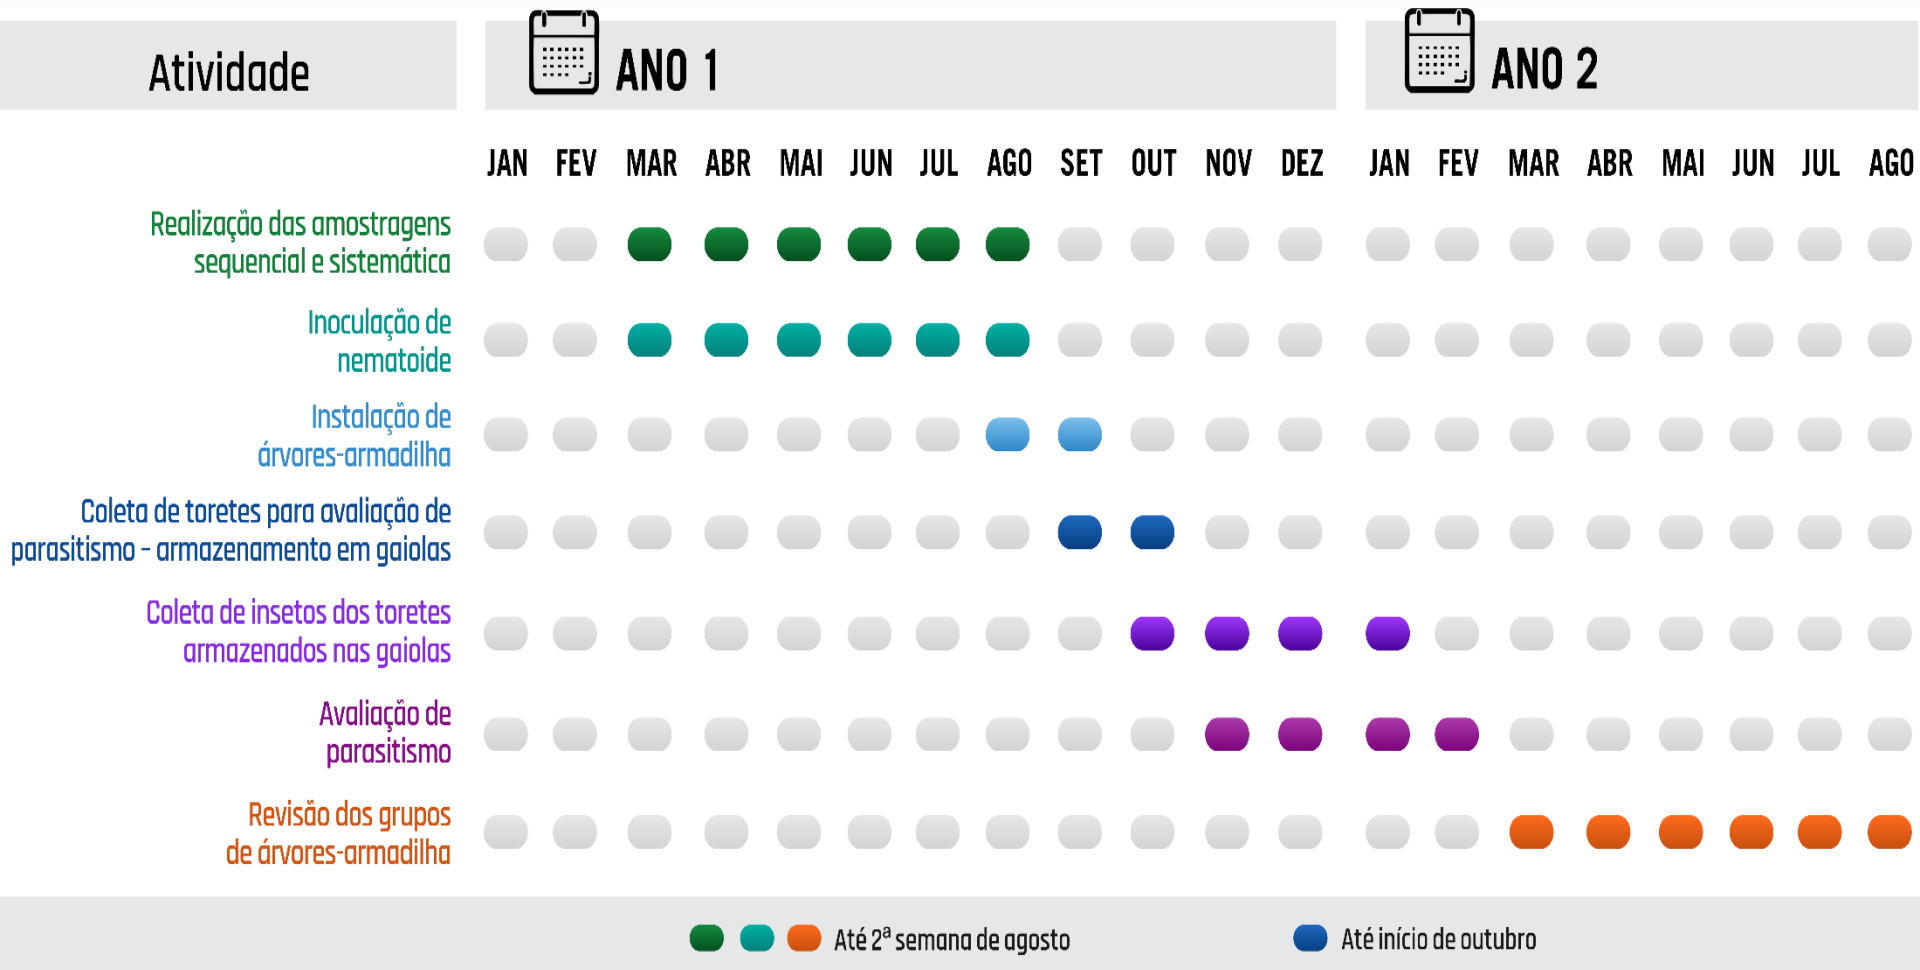 Atividade
ANO 1
ANO 2
JAN FEV MAR ABR MAI JUN JUL AGO SET OUT NOV DEZ JAN FEV MAR ABR MAI JUN JUL AGO
Realização das amostragens
sequencial e sistemática
Inoculação de
nematoide
Instalação de
árvores-armadilha
Coleta de toretes para avaliação de
parasitismo - armazenamento em gaiolas
Coleta de insetos dos toretes
armazenados nas gaiolas
Avaliação de
parasitismo
Revisão dos grupos
de árvores-armadilha
Até 2ª semana de agosto
Até início de outubro